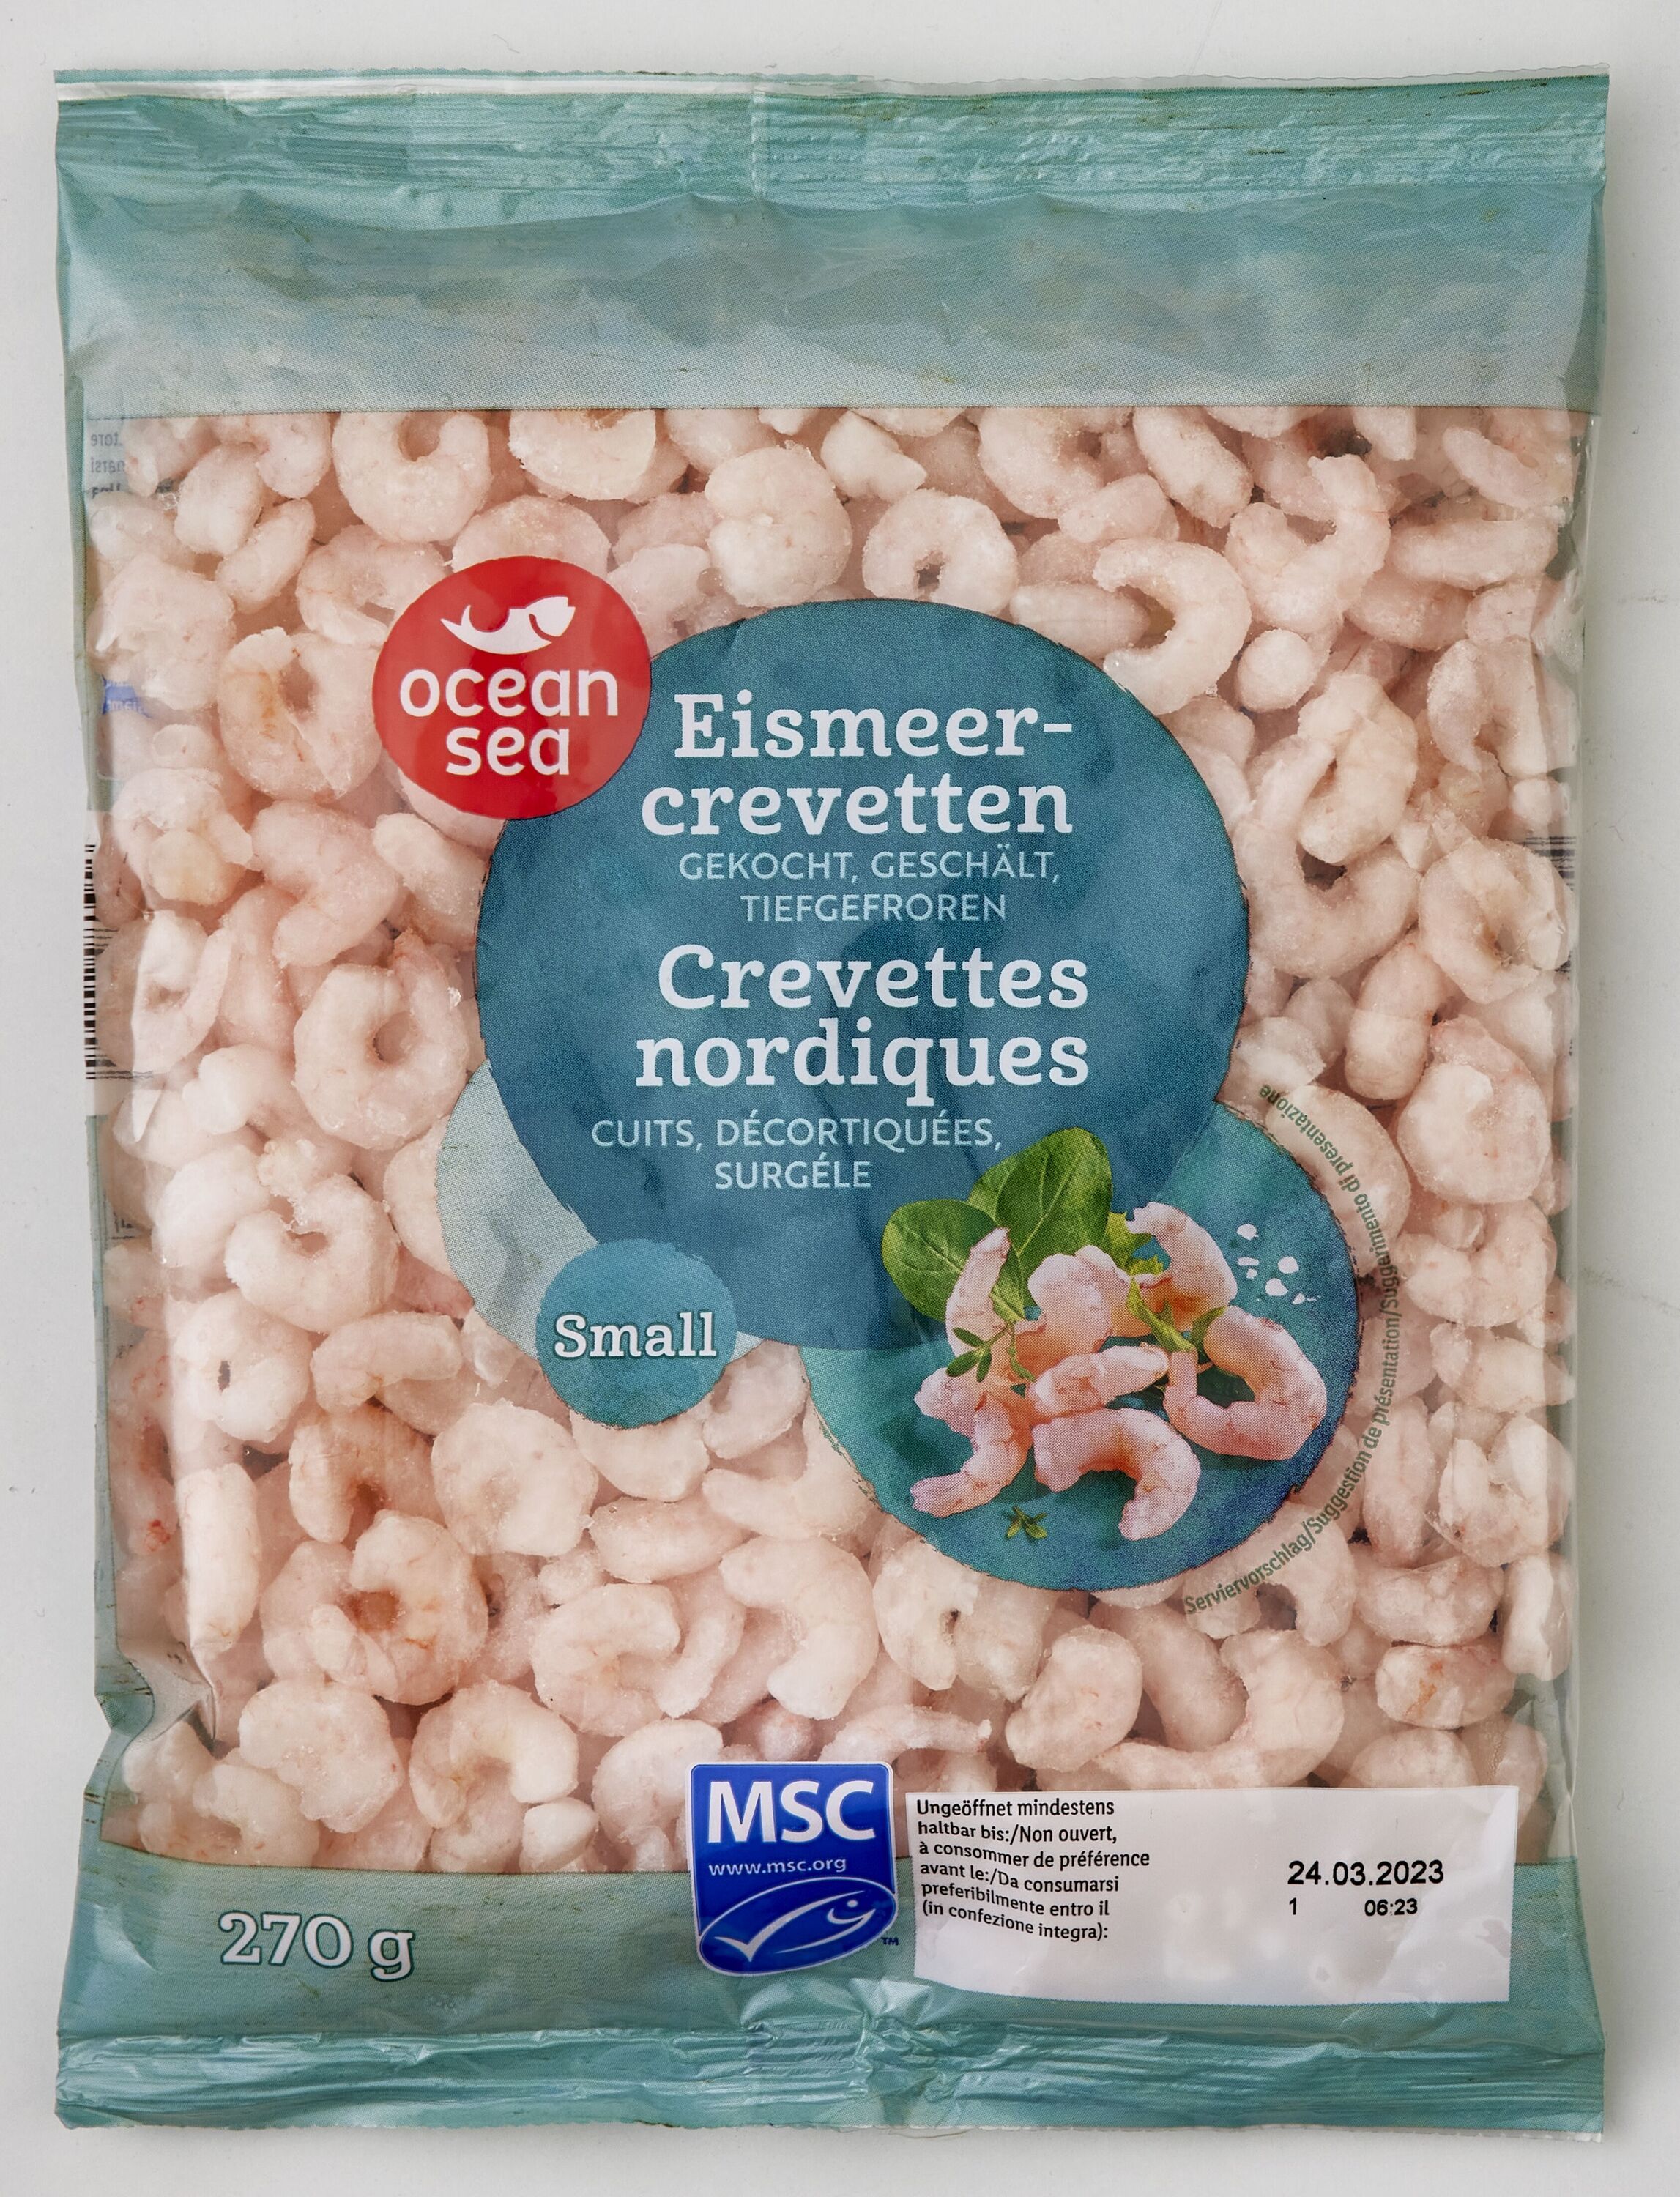 ocean
sea
Eismeer-
crevetten
GEKOCHT, GESCHÄLT,
TIEFGEFROREN
Crevettes
nordiques
CUITS, DÉCORTIQUÉES,
SURGÉLE
Small
Serviervorschlag/Suggestion de présentation/Suggerimento di presentazione
MSC
www.msc.org
TM
Ungeöffnet mindestens
haltbar bis:/Non ouvert,
à consommer de préférence
avant le:/Da consumarsi
preferibilmente entro il
(in confezione integra):
24.03.2023
1 06:23
270 g